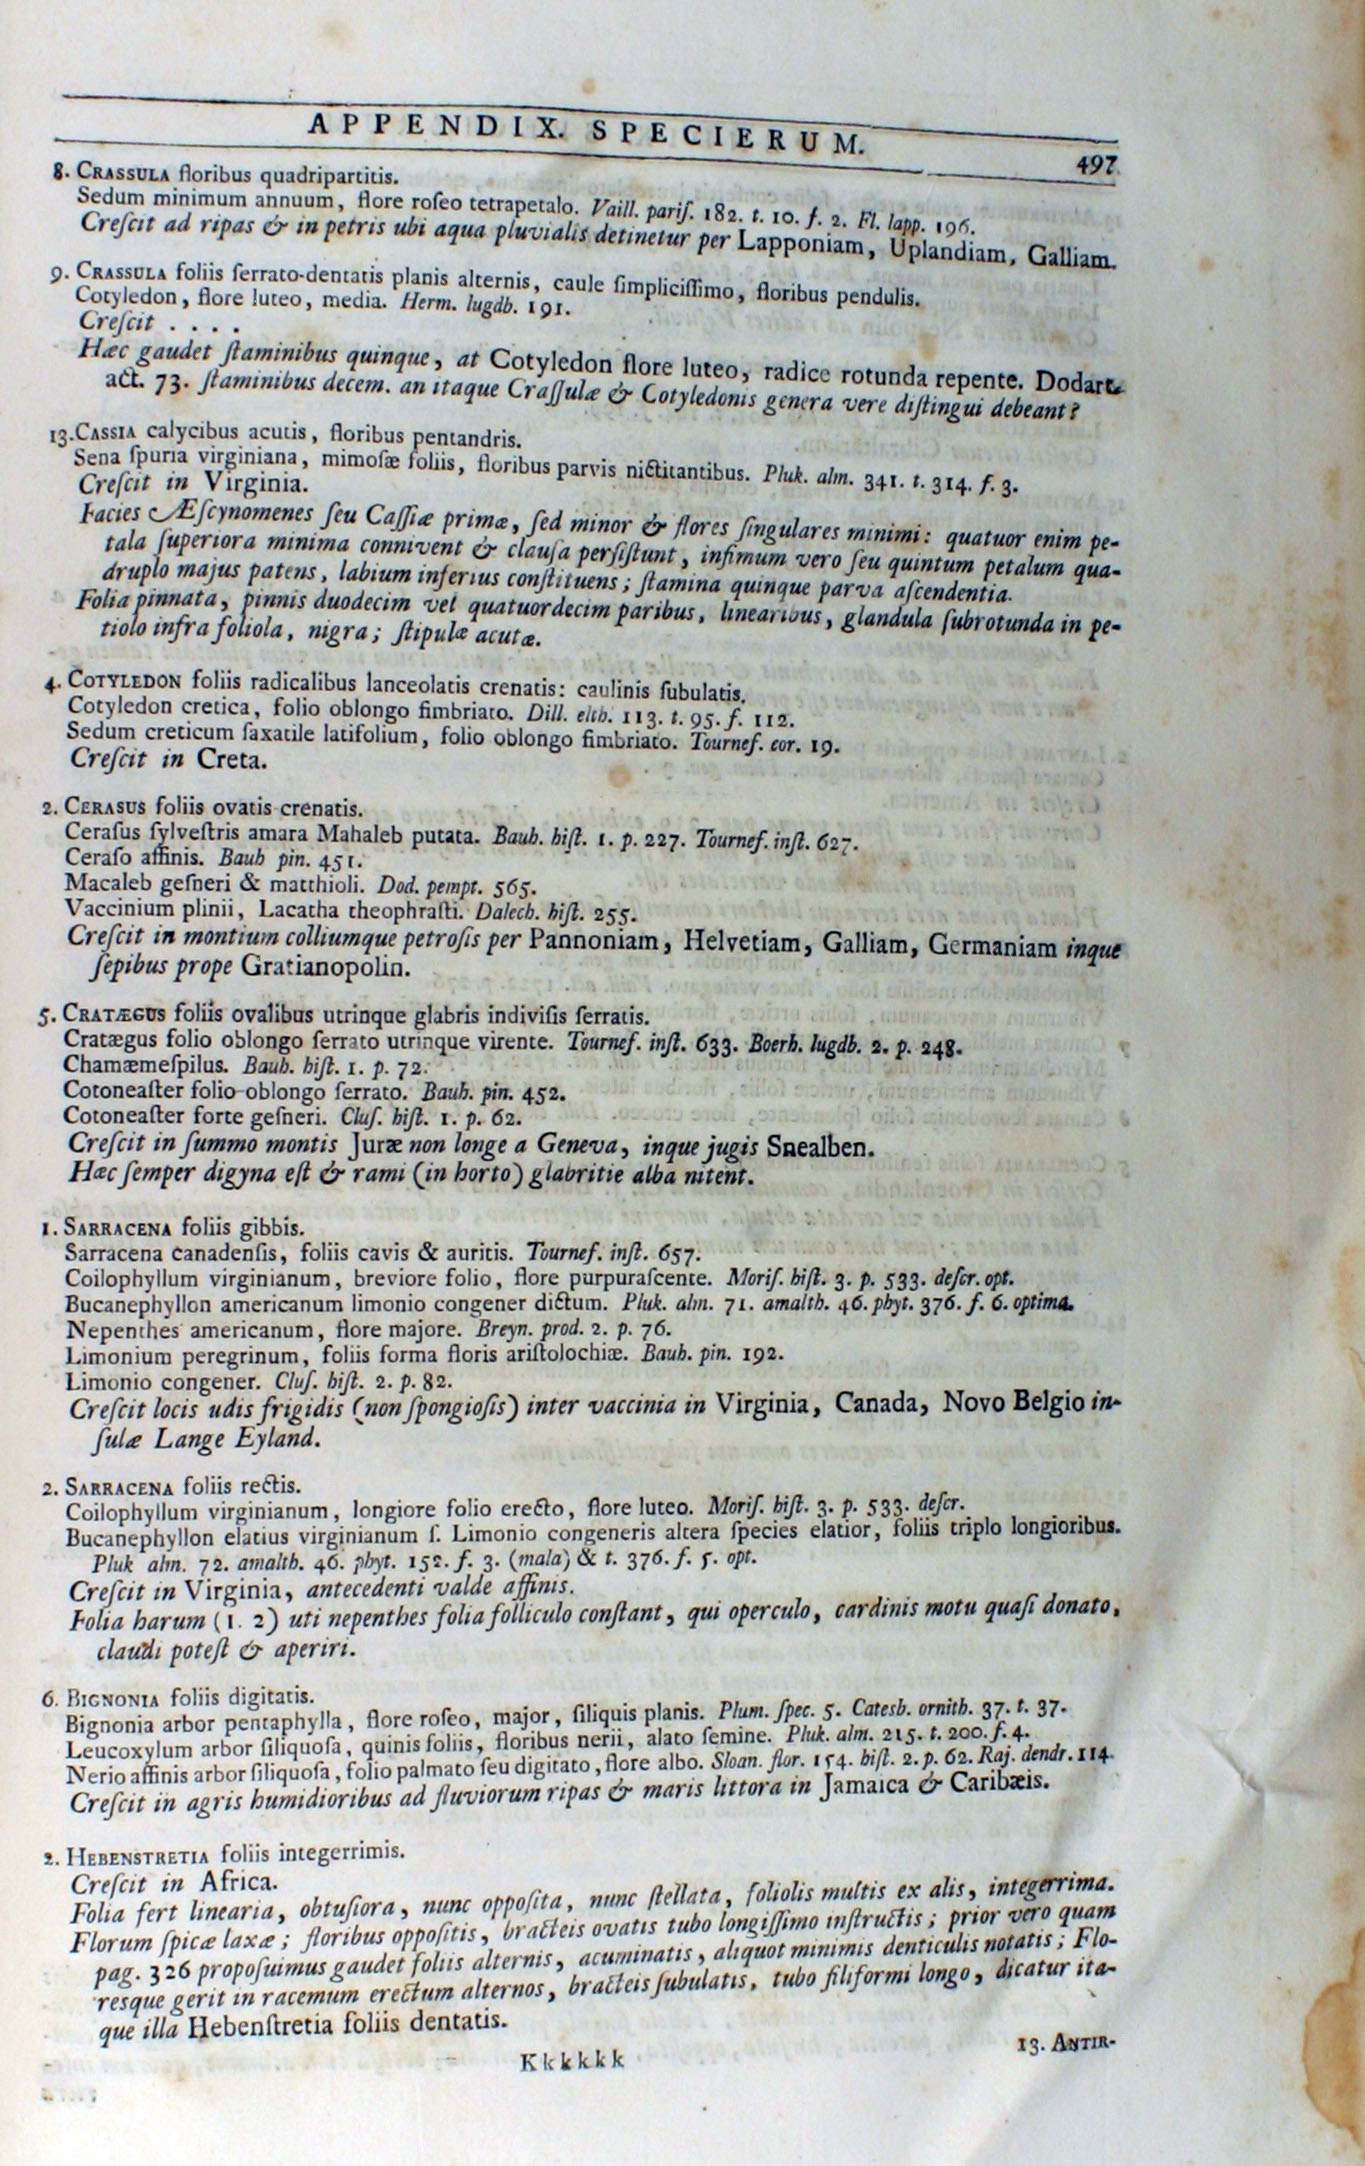 APPENDIX. SPECIERUM.
497
8. CRASSULA floribus quadripartitis.
Sedum minimum annuum, flore roſeo tetrapetalo. Vaill. pariſ. 182. t. 10. f. 2. Fl. lapp. 196.
Creſcit ad ripas & in petris ubi aqua pluvialis detinetur per Lapponiam, Uplandiam, Galliam.
9. CRASSULA foliis ſerrato-dentatis planis alternis, caule ſimpliciſſimo, floribus pendulis.
Cotyledon, flore luteo, media. Herm. lugdb. 191.
Creſcit . . . .
Hæc gaudet ſtaminibus quinque, at Cotyledon flore luteo, radice rotunda repente. Dodart.
act. 73. ſtaminibus decem. an itaque Craſſulæ & Cotyledonis genera vere diſtingui debeant?
13.CASSIA calycibus acutis, floribus pentandris.
Sena ſpuria virginiana, mimoſæ foliis, floribus parvis nictitantibus. Pluk. alm. 341. t. 314. f. 3.
Creſcit in Virginia.
Facies Æſcynomenes ſeu Caſſiæ primæ, ſed minor & flores ſingulares minimi: quatuor enim pe-
tala ſuperiora minima connivent & clauſa perſiſtunt, infimum vero ſeu quintum petalum qua-
druplo majus patens, labium inferius conſtituens; ſtamina quinque parva aſcendentia.
Folia pinnata, pinnis duodecim vel quatuordecim paribus, linearibus, glandula ſubrotunda in pe-
tiolo infra foliola, nigra; ſtipulæ acutæ.
4. COTYLEDON foliis radicalibus lanceolatis crenatis: caulinis ſubulatis.
Cotyledon cretica, folio oblongo fimbriato. Dill. elth. 113. t. 95. f. 112.
Sedum creticum ſaxatile latifolium, folio oblongo fimbriato. Tournef. cor. 19.
Creſcit in Creta.
2. CERASUS foliis ovatis crenatis.
Ceraſus ſylveſtris amara Mahaleb putata. Bauh. hiſt. 1. p. 227. Tournef. inſt. 627.
Ceraſo affinis. Bauh pin. 451.
Macaleb geſneri & matthioli. Dod. pempt. 565.
Vaccinium plinii, Lacatha theophraſti. Dalech. hiſt. 255.
Creſcit in montium colliumque petroſis per Pannoniam, Helvetiam, Galliam, Germaniam inque
ſepibus prope Gratianopolin.
5. CRATÆGUS foliis ovalibus utrinque glabris indiviſis ſerratis.
Cratægus folio oblongo ſerrato utrinque virente. Tournef. inſt. 633. Boerh. lugdb. 2. p. 248.
Chamæmeſpilus. Bauh. hiſt. 1. p. 72.
Cotoneaſter folio oblongo ſerrato. Bauh. pin. 452.
Cotoneaſter forte geſneri. Cluſ. hiſt. 1. p. 62.
Creſcit in ſummo montis Juræ non longe a Geneva, inque jugis Snealben.
Hæc ſemper digyna eſt & rami (in horto) glabritie alba nitent.
1. SARRACENA foliis gibbis.
Sarracena canadenſis, foliis cavis & auritis. Tournef. inſt. 657.
Coilophyllum virginianum, breviore folio, flore purpuraſcente. Moriſ. hiſt. 3. p. 533. deſcr. opt.
Bucanephyllon americanum limonio congener dictum. Pluk. alm. 71. amalth. 46. phyt. 376. f. 6. optima.
Nepenthes americanum, flore majore. Breyn. prod. 2. p. 76.
Limonium peregrinum, foliis forma floris ariſtolochiæ. Bauh. pin. 192.
Limonio congener. Cluſ. hiſt. 2. p. 82.
Creſcit locis udis frigidis (non ſpongioſis) inter vaccinia in Virginia, Canada, Novo Belgio in-
ſulæ Lange Eyland.
2. SARRACENA foliis rectis.
Coilophyllum virginianum, longiore folio erecto, flore luteo. Moriſ. hiſt. 3. p. 533. deſcr.
Bucanephyllon elatius virginianum ſ. Limonio congeneris altera ſpecies elatior, foliis triplo longioribus.
Pluk alm. 72. amalth. 46. phyt. 152. f. 3. (mala) & t. 376. f. 5. opt.
Creſcit in Virginia, antecedenti valde affinis.
Folia harum (1. 2) uti nepenthes folia folliculo conſtant, qui operculo, cardinis motu quaſi donato,
claudi poteſt & aperiri.
6. BIGNONIA foliis digitatis.
Bignonia arbor pentaphylla, flore roſeo, major, ſiliquis planis. Plum. ſpec. 5. Catesb. ornith. 37. t. 37.
Leucoxylum arbor ſiliquoſa, quinis foliis, floribus nerii, alato ſemine. Pluk. alm. 215. t. 200. f. 4.
Nerio affinis arbor ſiliquoſa, folio palmato ſeu digitato, flore albo. Sloan. flor. 154. hiſt. 2. p. 62. Raj. dendr. 114.
Creſcit in agris humidioribus ad fluviorum ripas & maris littora in Jamaica & Caribæis.
2. HEBENSTRETIA foliis integerrimis.
Creſcit in Africa.
Folia fert linearia, obtuſiora, nunc oppoſita, nunc ſtellata, foliolis multis ex alis, integerrima.
Florum ſpicæ laxæ; floribus oppoſitis, bracteis ovatis tubo longiſſimo inſtructis; prior vero quam
pag. 326 propoſuimus gaudet foliis alternis, acuminatis, aliquot minimis denticulis notatis; Flo-
resque gerit in racemum erectum alternos, bracteis ſubulatis, tubo filiformi longo, dicatur ita-
que illa Hebenſtretia foliis dentatis.
Kkkkkk
13. ANTIR-